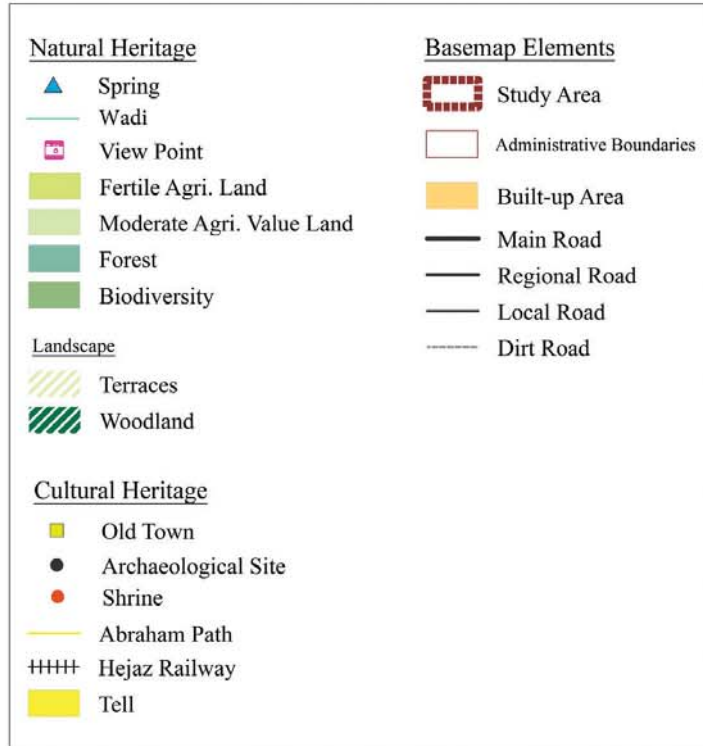 Natural Heritage
Spring
Wadi
View Point
Fertile Agri. Land
Moderate Agri. Value Land
Forest
Biodiversity
Landscape
Terraces
Woodland
Cultural Heritage
Old Town
Archaeological Site
Shrine
Abraham Path
Hejaz Railway
Tell
Basemap Elements
Study Area
Administrative Boundaries
Built-up Area
Main Road
Regional Road
Local Road
Dirt Road